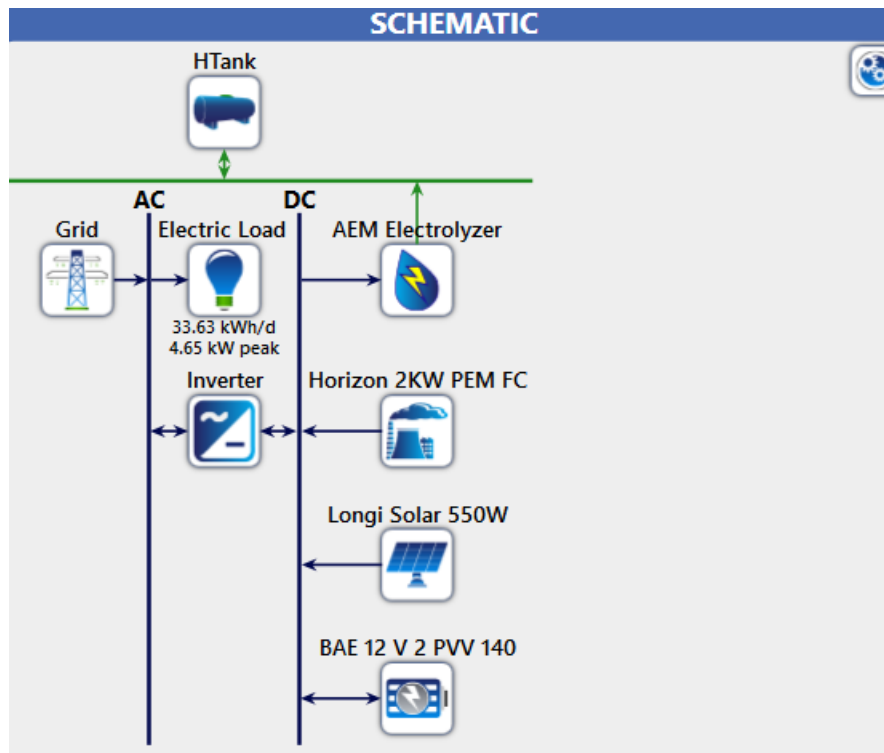 SCHEMATIC
HTank
AC
DC
Grid
Electric Load
AEM Electrolyzer
33.63 kWh/d
4.65 kW peak
Inverter
Horizon 2KW PEM FC
Longi Solar 550W
BAE 12 V 2 PVV 140